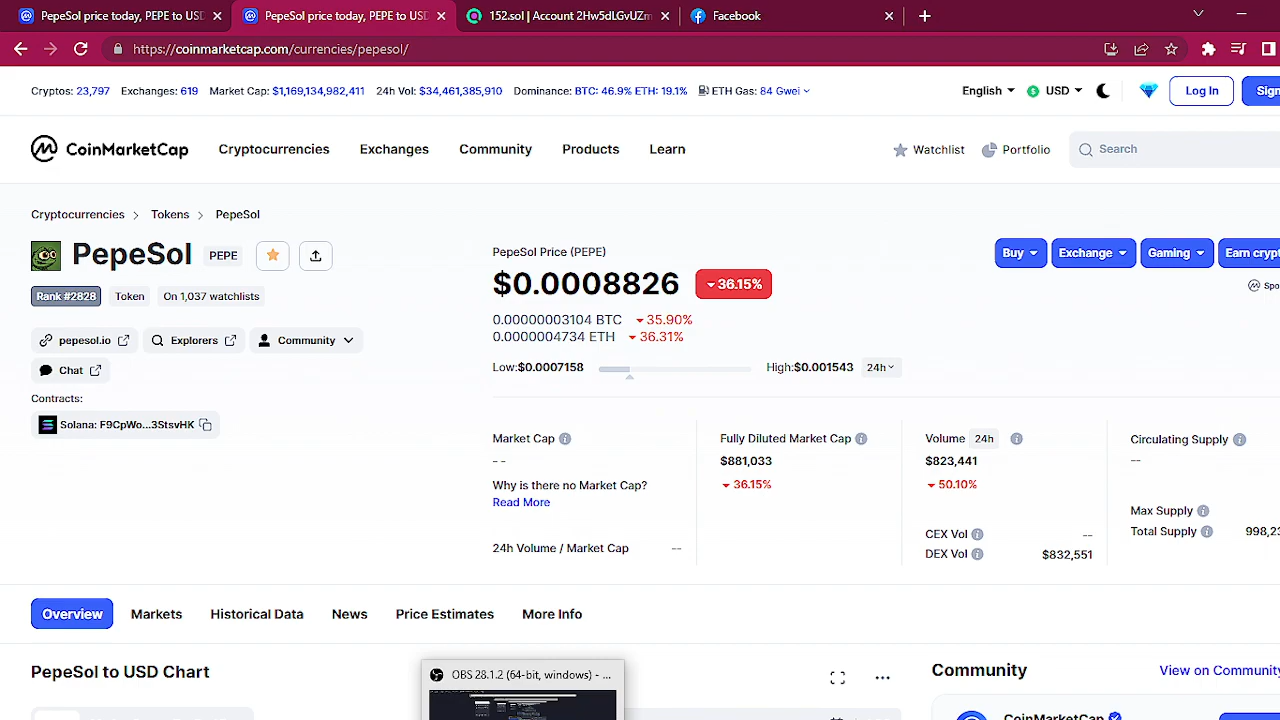 PepeSol price today, PEPE to USD
PepeSol price today, PEPE to USD
152.sol | Account 2Hw5dLGvUZm
Facebook
https://coinmarketcap.com/currencies/pepesol/
Cryptos: 23,797 Exchanges: 619 Market Cap: $1,169,134,982,411 24h Vol: $34,461,385,910 Dominance: BTC: 46.9% ETH: 19.1% ETH Gas: 84 Gwei
English USD Log In Sign
CoinMarketCap Cryptocurrencies Exchanges Community Products Learn Watchlist Portfolio Search
Cryptocurrencies > Tokens > PepeSol
PepeSol PEPE
Rank #2828 Token On 1,037 watchlists
pepesol.io Explorers Community
Chat
Contracts:
Solana: F9CpWo...3StsvHK
PepeSol Price (PEPE)
$0.0008826 36.15%
0.00000003104 BTC 35.90%
0.0000004734 ETH 36.31%
Low:$0.0007158 High:$0.001543 24h
Buy Exchange Gaming Earn cryp
Spo
Market Cap
- -
Why is there no Market Cap?
Read More
24h Volume / Market Cap --
Fully Diluted Market Cap
$881,033
36.15%
Volume 24h
$823,441
50.10%
CEX Vol --
DEX Vol $832,551
Circulating Supply
--
Max Supply
Total Supply 998,23
Overview Markets Historical Data News Price Estimates More Info
PepeSol to USD Chart
OBS 28.1.2 (64-bit, windows) - ...
Community View on Community
CoinMarketCap